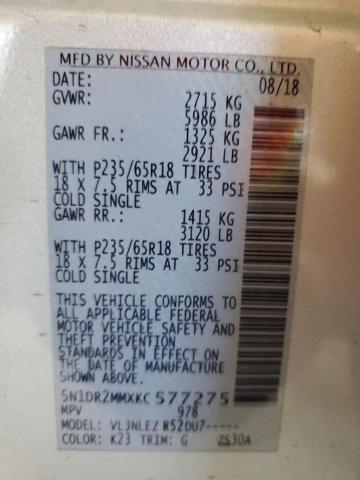 MFD BY NISSAN MOTOR CO., LTD.
DATE: 08/18
GVWR: 2715 KG
5986 LB
GAWR FR.: 1325 KG
2921 LB
WITH P235/65R18 TIRES
18 X 7.5 RIMS AT 33 PSI
COLD SINGLE
GAWR RR.: 1415 KG
3120 LB
WITH P235/65R18 TIRES
18 X 7.5 RIMS AT 33 PSI
COLD SINGLE
THIS VEHICLE CONFORMS TO
ALL APPLICABLE FEDERAL
MOTOR VEHICLE SAFETY AND
THEFT PREVENTION
STANDARDS IN EFFECT ON
THE DATE OF MANUFACTURE
SHOWN ABOVE.
5N1DR2MMXKC 577275
MPV 978
MODEL: VLJNLEZ R52DU7-----
COLOR: K23 TRIM: G ZS30A